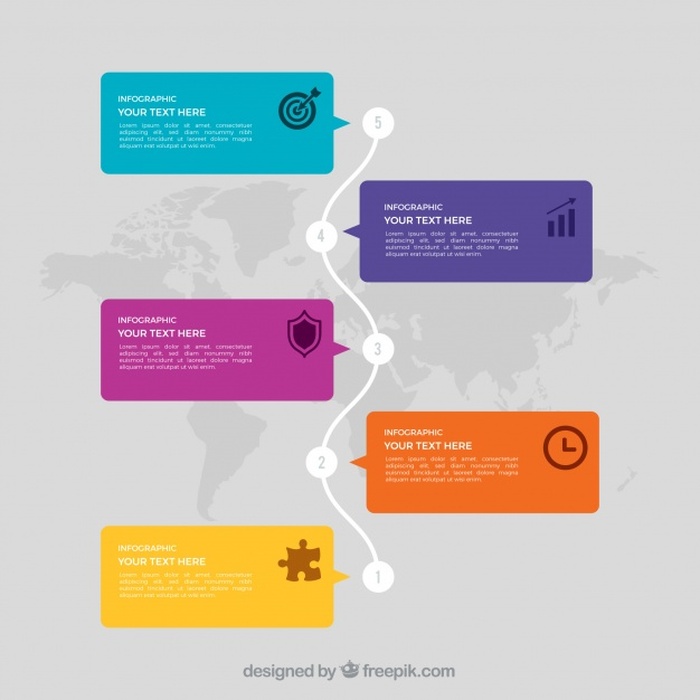 INFOGRAPHIC
YOUR TEXT HERE
Lorem ipsum dolor sit amet, consectetuer
adipiscing elit, sed diam nonummy nibh
euismod tincidunt ut laoreet dolore magna
aliquam erat volutpat. Ut wisi enim.
5
INFOGRAPHIC
YOUR TEXT HERE
Lorem ipsum dolor sit amet, consectetuer
adipiscing elit, sed diam nonummy nibh
euismod tincidunt ut laoreet dolore magna
aliquam erat volutpat. Ut wisi enim.
4
INFOGRAPHIC
YOUR TEXT HERE
Lorem ipsum dolor sit amet, consectetuer
adipiscing elit, sed diam nonummy nibh
euismod tincidunt ut laoreet dolore magna
aliquam erat volutpat. Ut wisi enim.
3
INFOGRAPHIC
YOUR TEXT HERE
Lorem ipsum dolor sit amet, consectetuer
adipiscing elit, sed diam nonummy nibh
euismod tincidunt ut laoreet dolore magna
aliquam erat volutpat. Ut wisi enim.
2
INFOGRAPHIC
YOUR TEXT HERE
Lorem ipsum dolor sit amet, consectetuer
adipiscing elit, sed diam nonummy nibh
euismod tincidunt ut laoreet dolore magna
aliquam erat volutpat. Ut wisi enim.
1
designed by freepik.com